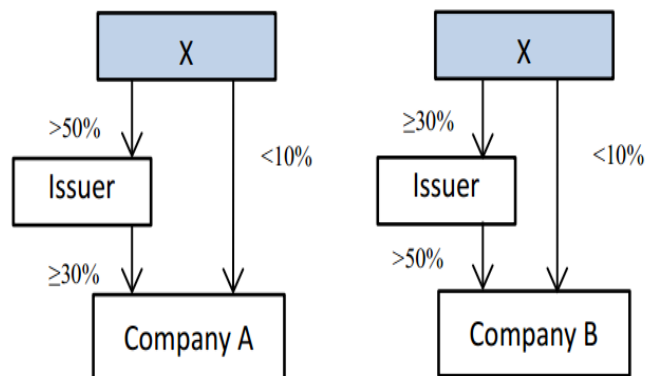 X
>50%
<10%
Issuer
≥30%
Company A
X
≥30%
<10%
Issuer
>50%
Company B